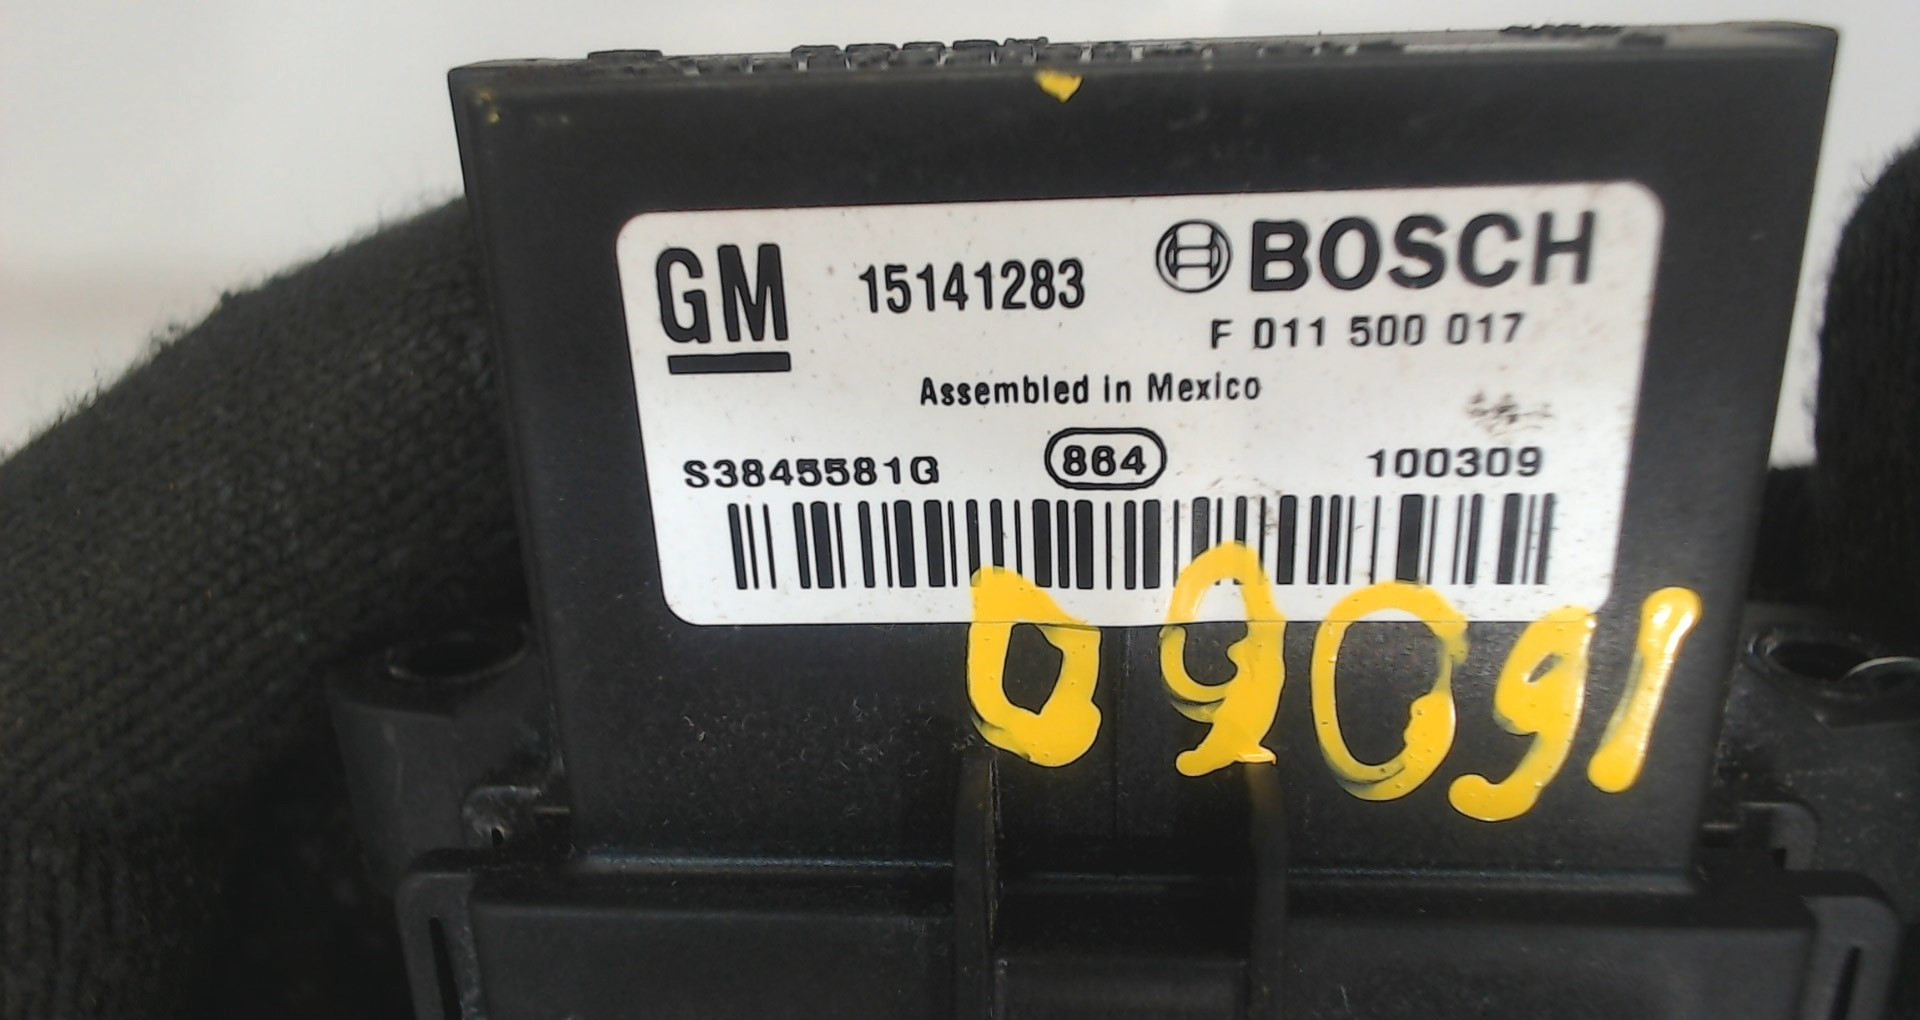 GM 15141283 BOSCH
F 011 500 017
Assembled in Mexico
S3845581G 864 100309
09091